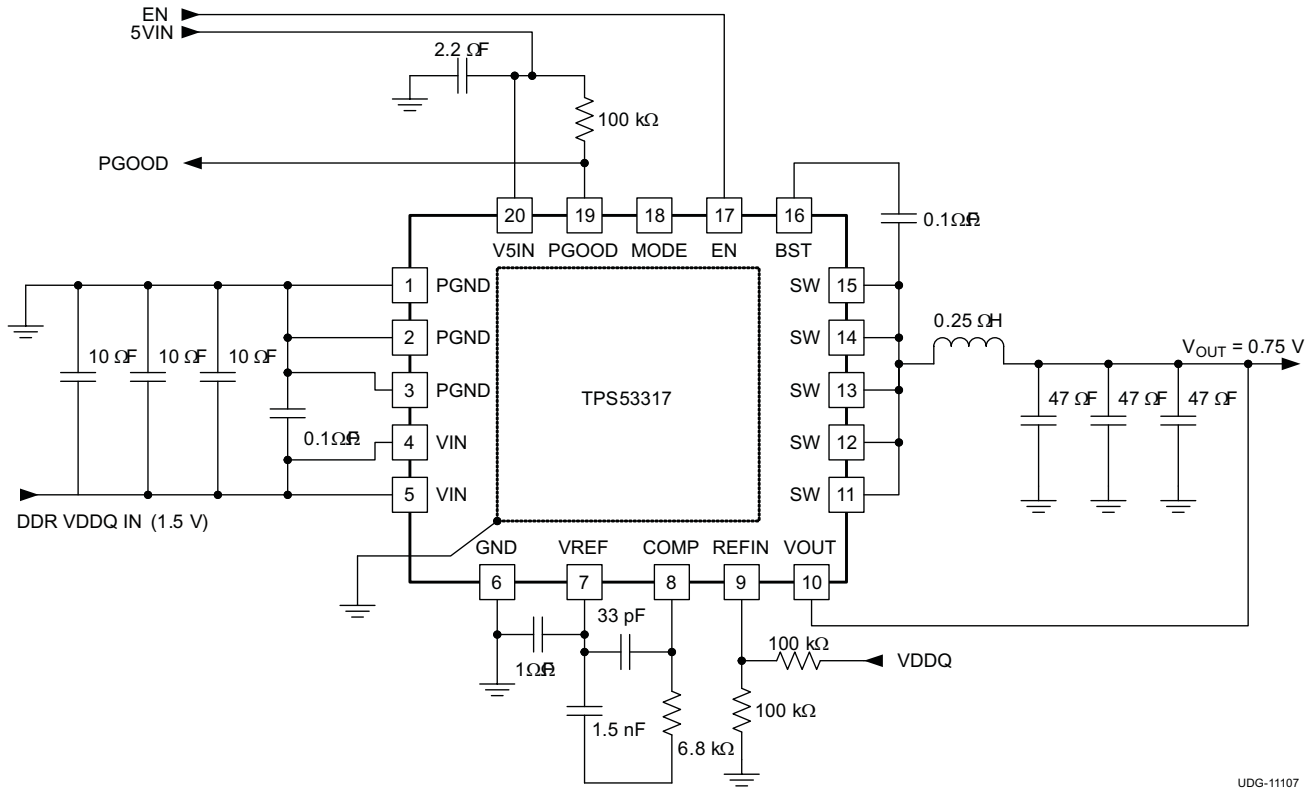 EN
5VIN
2.2 ΩF
100 kΩ
PGOOD
20
19
18
17
16
V5IN
PGOOD
MODE
EN
BST
0.1ΩF
1
PGND
2
PGND
3
PGND
4
VIN
5
VIN
SW
15
SW
14
SW
13
SW
12
SW
11
TPS53317
10 ΩF
10 ΩF
10 ΩF
0.1ΩF
DDR VDDQ IN (1.5 V)
0.25 ΩH
VOUT = 0.75 V
47 ΩF
47 ΩF
47 ΩF
GND
VREF
COMP
REFIN
VOUT
6
7
8
9
10
33 pF
1ΩF
1.5 nF
6.8 kΩ
100 kΩ
VDDQ
100 kΩ
UDG-11107